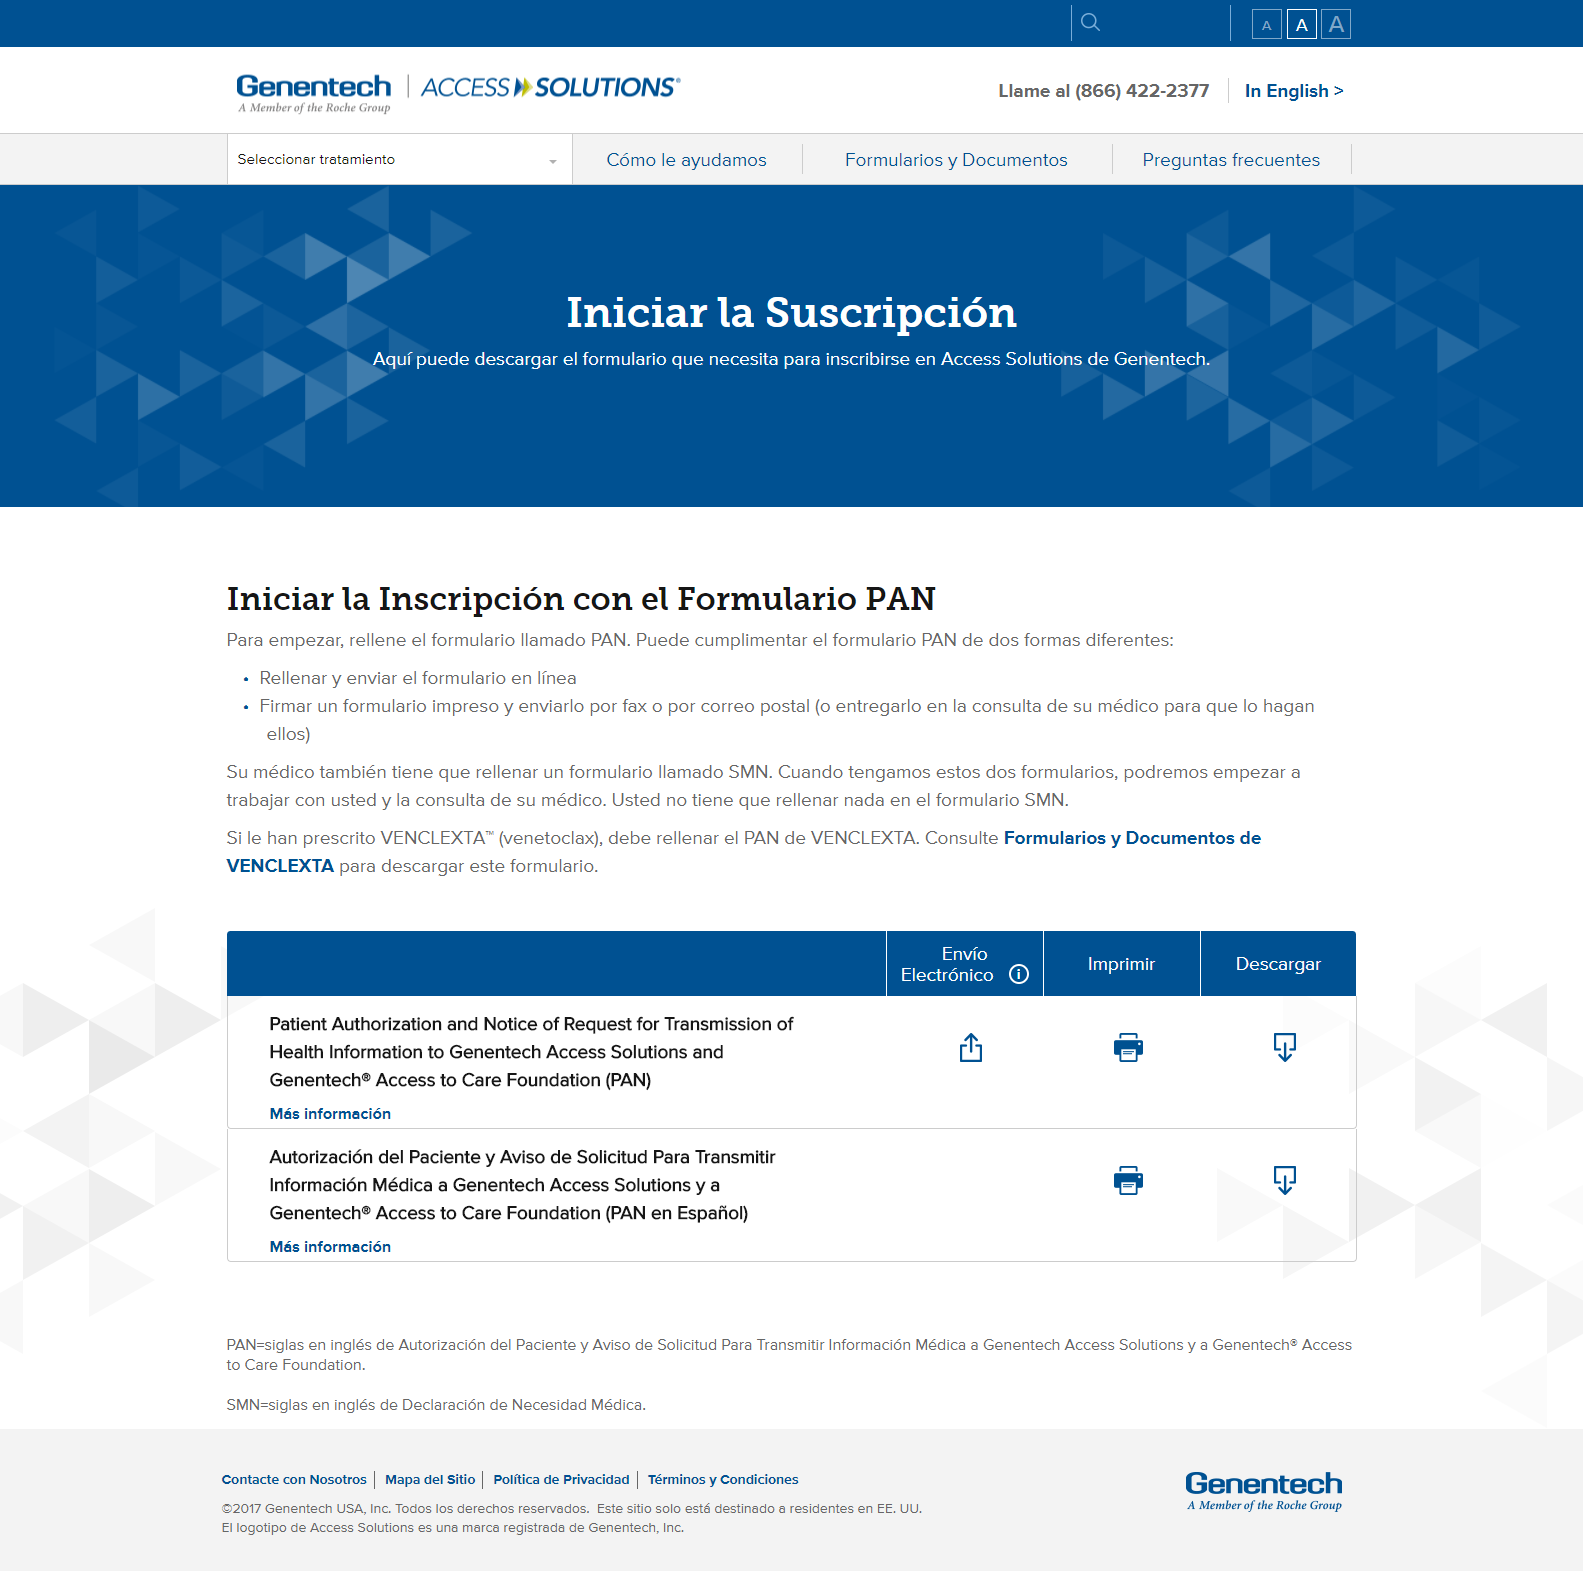 A A A
Genentech
A Member of the Roche Group
ACCESS SOLUTIONS®
Llame al (866) 422-2377
In English >
Seleccionar tratamiento
Cómo le ayudamos
Formularios y Documentos
Preguntas frecuentes
Iniciar la Suscripción
Aquí puede descargar el formulario que necesita para inscribirse en Access Solutions de Genentech.
Iniciar la Inscripción con el Formulario PAN
Para empezar, rellene el formulario llamado PAN. Puede cumplimentar el formulario PAN de dos formas diferentes:
• Rellenar y enviar el formulario en línea
• Firmar un formulario impreso y enviarlo por fax o por correo postal (o entregarlo en la consulta de su médico para que lo hagan
ellos)
Su médico también tiene que rellenar un formulario llamado SMN. Cuando tengamos estos dos formularios, podremos empezar a
trabajar con usted y la consulta de su médico. Usted no tiene que rellenar nada en el formulario SMN.
Si le han prescrito VENCLEXTA™ (venetoclax), debe rellenar el PAN de VENCLEXTA. Consulte Formularios y Documentos de
VENCLEXTA para descargar este formulario.
Envío
Electrónico
Imprimir
Descargar
Patient Authorization and Notice of Request for Transmission of
Health Information to Genentech Access Solutions and
Genentech® Access to Care Foundation (PAN)
Más información
Autorización del Paciente y Aviso de Solicitud Para Transmitir
Información Médica a Genentech Access Solutions y a
Genentech® Access to Care Foundation (PAN en Español)
Más información
PAN=siglas en inglés de Autorización del Paciente y Aviso de Solicitud Para Transmitir Información Médica a Genentech Access Solutions y a Genentech® Access
to Care Foundation.
SMN=siglas en inglés de Declaración de Necesidad Médica.
Contacte con Nosotros | Mapa del Sitio | Política de Privacidad | Términos y Condiciones
©2017 Genentech USA, Inc. Todos los derechos reservados. Este sitio solo está destinado a residentes en EE. UU.
El logotipo de Access Solutions es una marca registrada de Genentech, Inc.
Genentech
A Member of the Roche Group